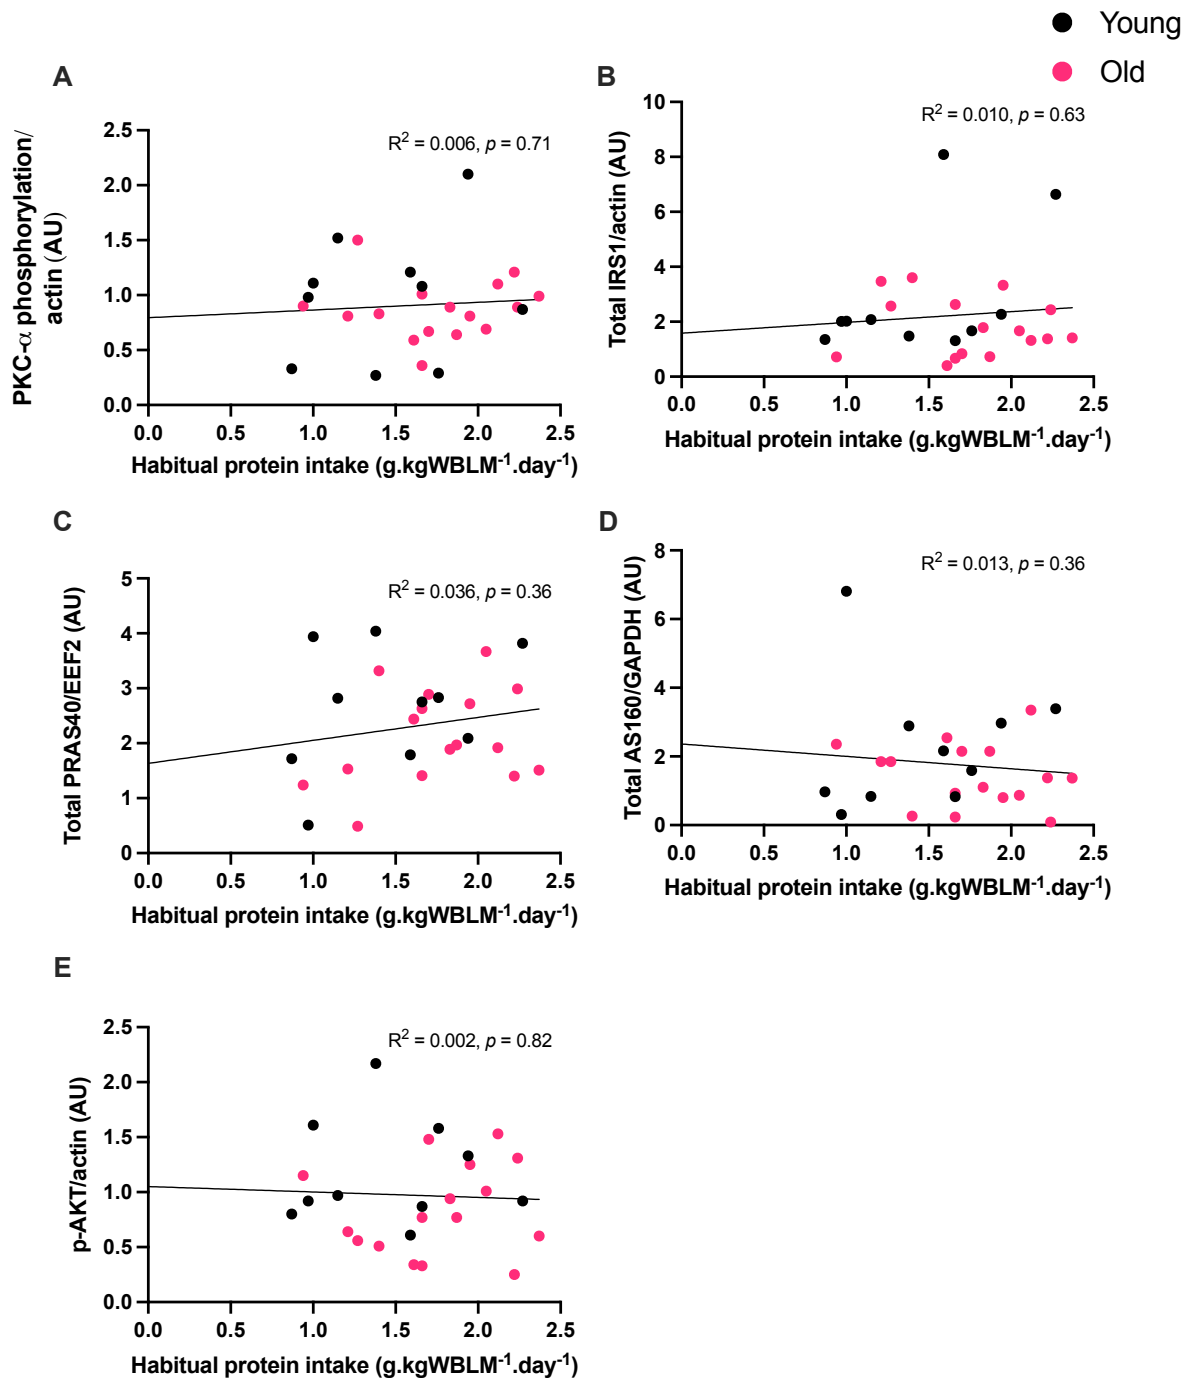 Young
Old
A
PKC-α phosphorylation/
actin (AU)
2.5
2.0
1.5
1.0
0.5
0.0
R² = 0.006, p = 0.71
0.0 0.5 1.0 1.5 2.0 2.5
Habitual protein intake (g.kgWBLM⁻¹.day⁻¹)
B
Total IRS1/actin (AU)
10
8
6
4
2
0
R² = 0.010, p = 0.63
0.0 0.5 1.0 1.5 2.0 2.5
Habitual protein intake (g.kgWBLM⁻¹.day⁻¹)
C
Total PRAS40/EEF2 (AU)
5
4
3
2
1
0
R² = 0.036, p = 0.36
0.0 0.5 1.0 1.5 2.0 2.5
Habitual protein intake (g.kgWBLM⁻¹.day⁻¹)
D
Total AS160/GAPDH (AU)
8
6
4
2
0
R² = 0.013, p = 0.36
0.0 0.5 1.0 1.5 2.0 2.5
Habitual protein intake (g.kgWBLM⁻¹.day⁻¹)
E
p-AKT/actin (AU)
2.5
2.0
1.5
1.0
0.5
0.0
R² = 0.002, p = 0.82
0.0 0.5 1.0 1.5 2.0 2.5
Habitual protein intake (g.kgWBLM⁻¹.day⁻¹)